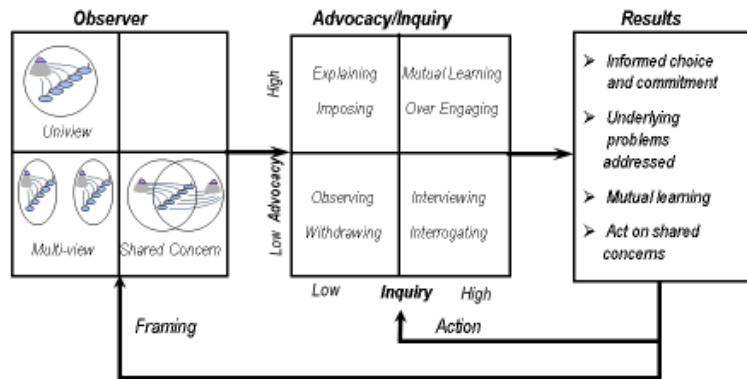 Observer
Advocacy/Inquiry
Results
Uniview
Multi-view
Shared Concern
High
Low Advocacy
Explaining
Imposing
Mutual Learning
Over Engaging
Observing
Withdrawing
Interviewing
Interrogating
Low Inquiry High
Informed choice
and commitment
Underlying
problems
addressed
Mutual learning
Act on shared
concerns
Framing
Action